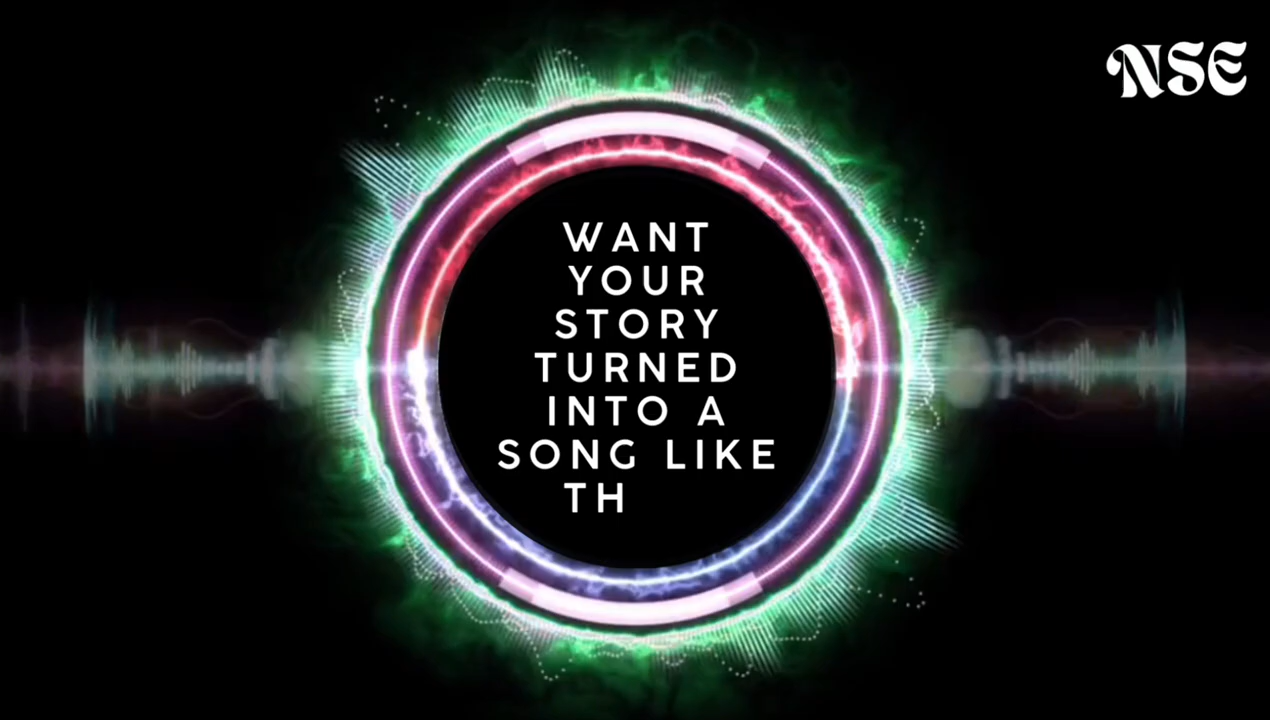 NSE
WANT
YOUR
STORY
TURNED
INTO A
SONG LIKE
TH